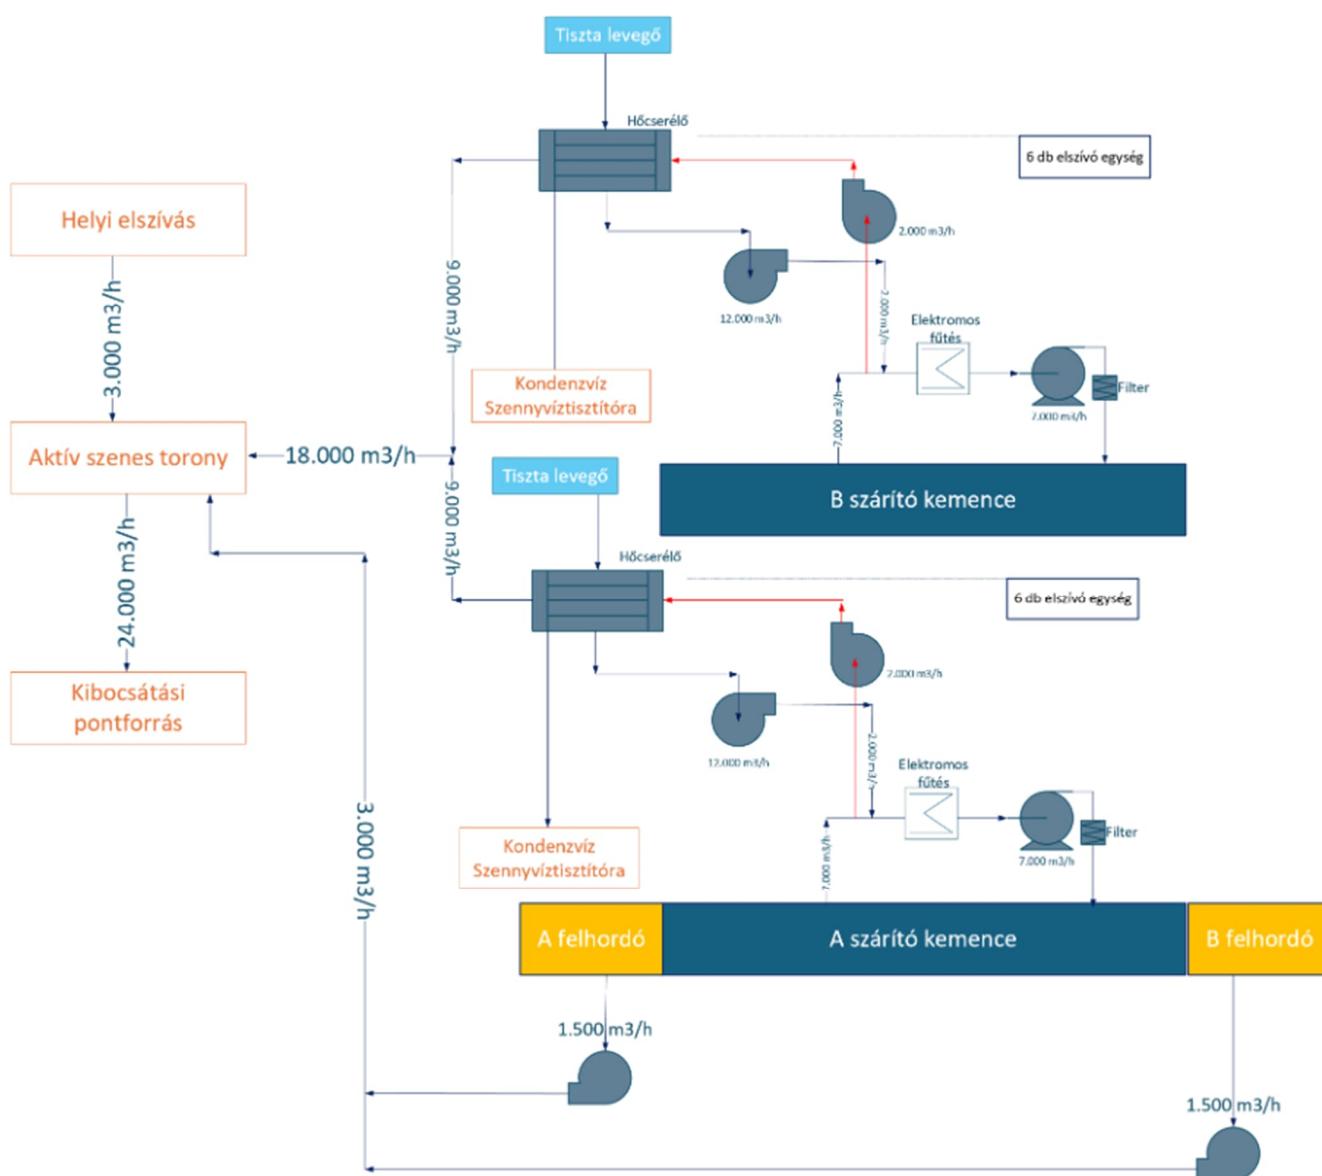 Tiszta levegő
Hőcserélő
6 db elszívó egység
Helyi elszívás
2.000 m3/h
9.000 m3/h
3.000 m3/h
12.000 m3/h
2.000 m3/h
Elektromos
fűtés
Kondenzvíz
Szennyvíztisztítóra
Filter
7.000 m3/h
7.000 m3/h
Aktív szenes torony
18.000 m3/h
Tiszta levegő
B szárító kemence
9.000 m3/h
Hőcserélő
24.000 m3/h
6 db elszívó egység
Kibocsátási
pontforrás
2.000 m3/h
12.000 m3/h
2.000 m3/h
Elektromos
fűtés
Kondenzvíz
Szennyvíztisztítóra
Filter
7.000 m3/h
7.000 m3/h
3.000 m3/h
A felhordó
A szárító kemence
B felhordó
1.500 m3/h
1.500 m3/h